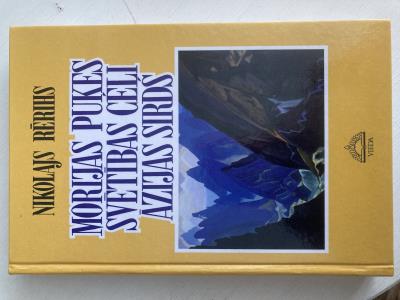 NIKOLAJS RĒRIHS
MORIJAS PUĶES
SVĒTĪBAS CEĻI
ĀZIJAS SIRDS
VIEDA